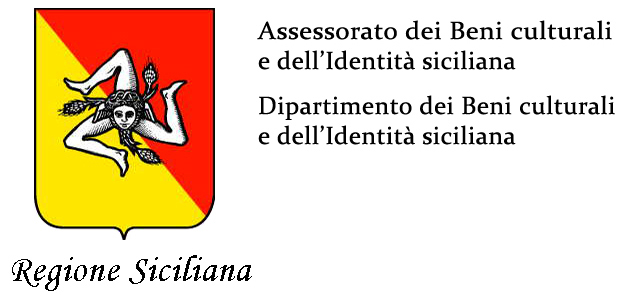 Assessorato dei Beni culturali
e dell'Identità siciliana
Dipartimento dei Beni culturali
e dell'Identità siciliana
Regione Siciliana